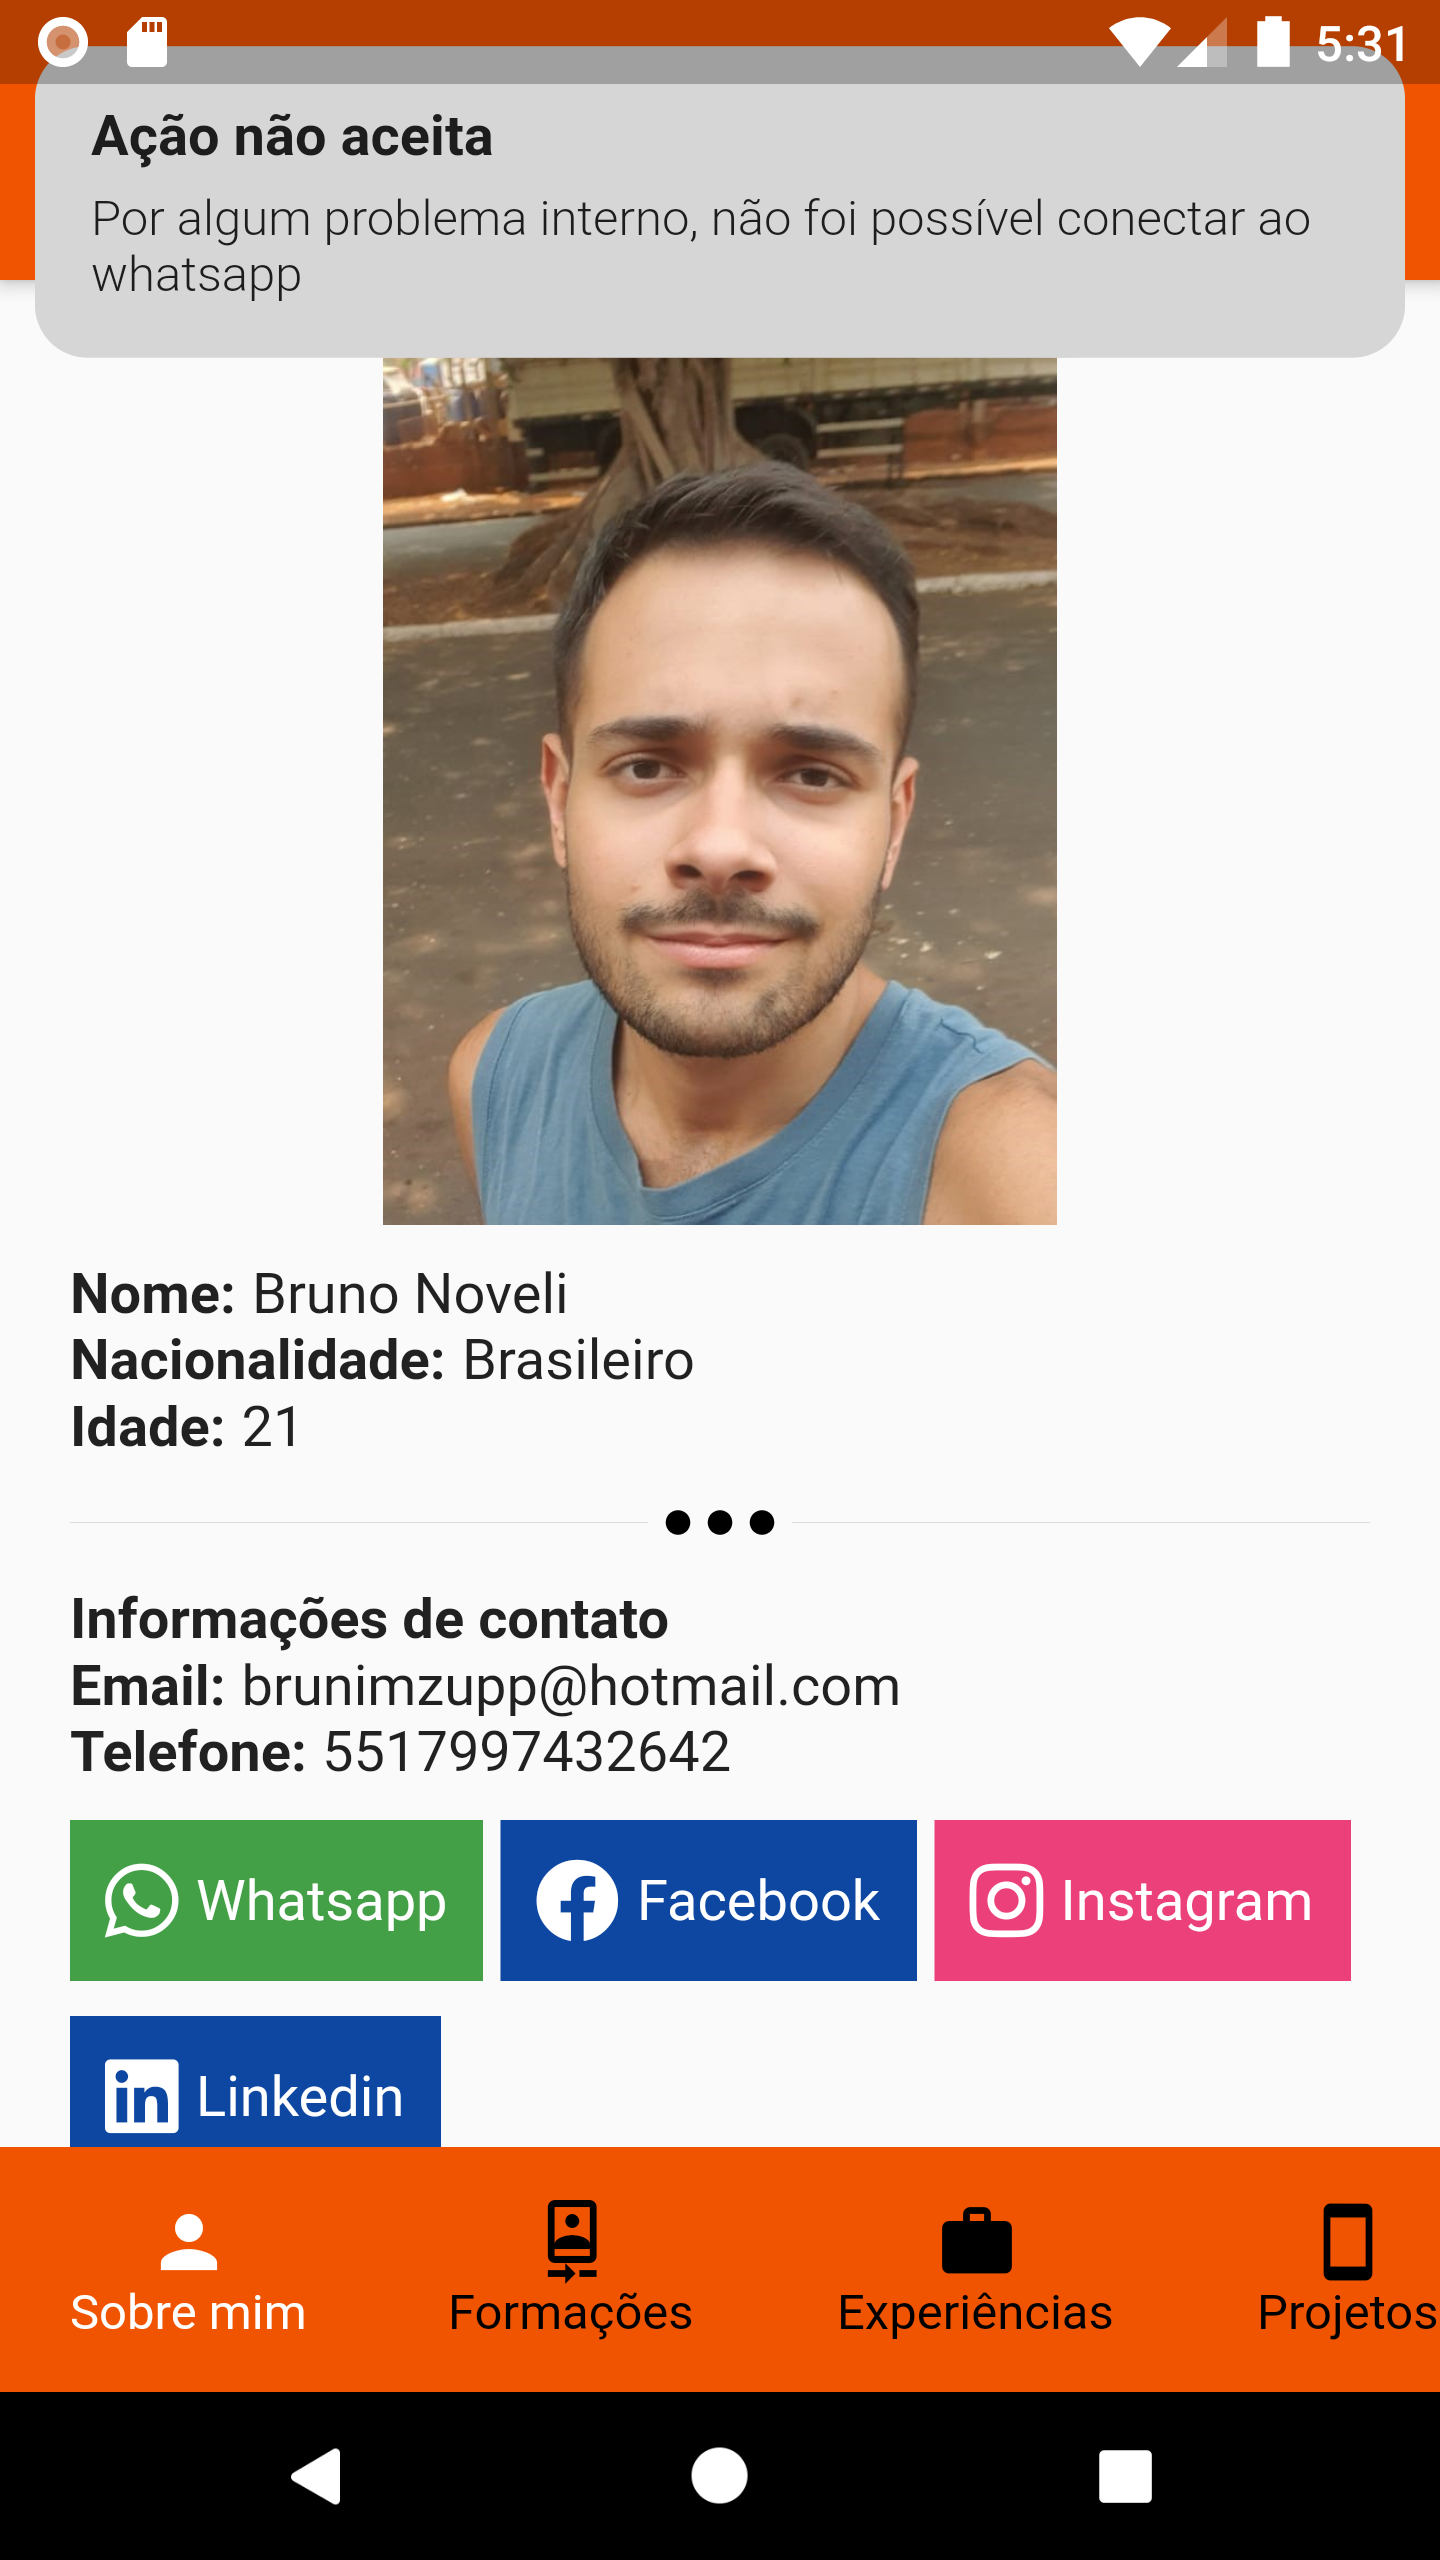 5:31
Ação não aceita
Por algum problema interno, não foi possível conectar ao
whatsapp
Nome: Bruno Noveli
Nacionalidade: Brasileiro
Idade: 21
Informações de contato
Email: brunimzupp@hotmail.com
Telefone: 5517997432642
Whatsapp
Facebook
Instagram
Linkedin
Sobre mim
Formações
Experiências
Projetos